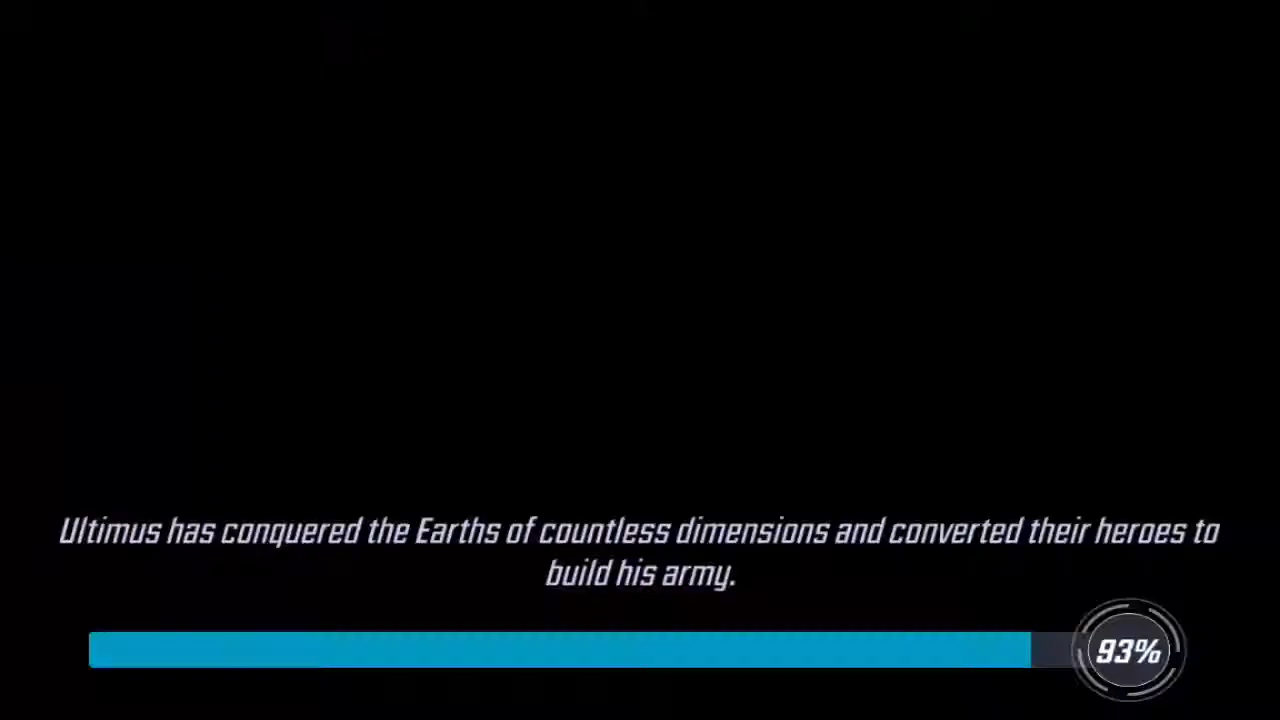 Ultimus has conquered the Earths of countless dimensions and converted their heroes to
build his army.
93%